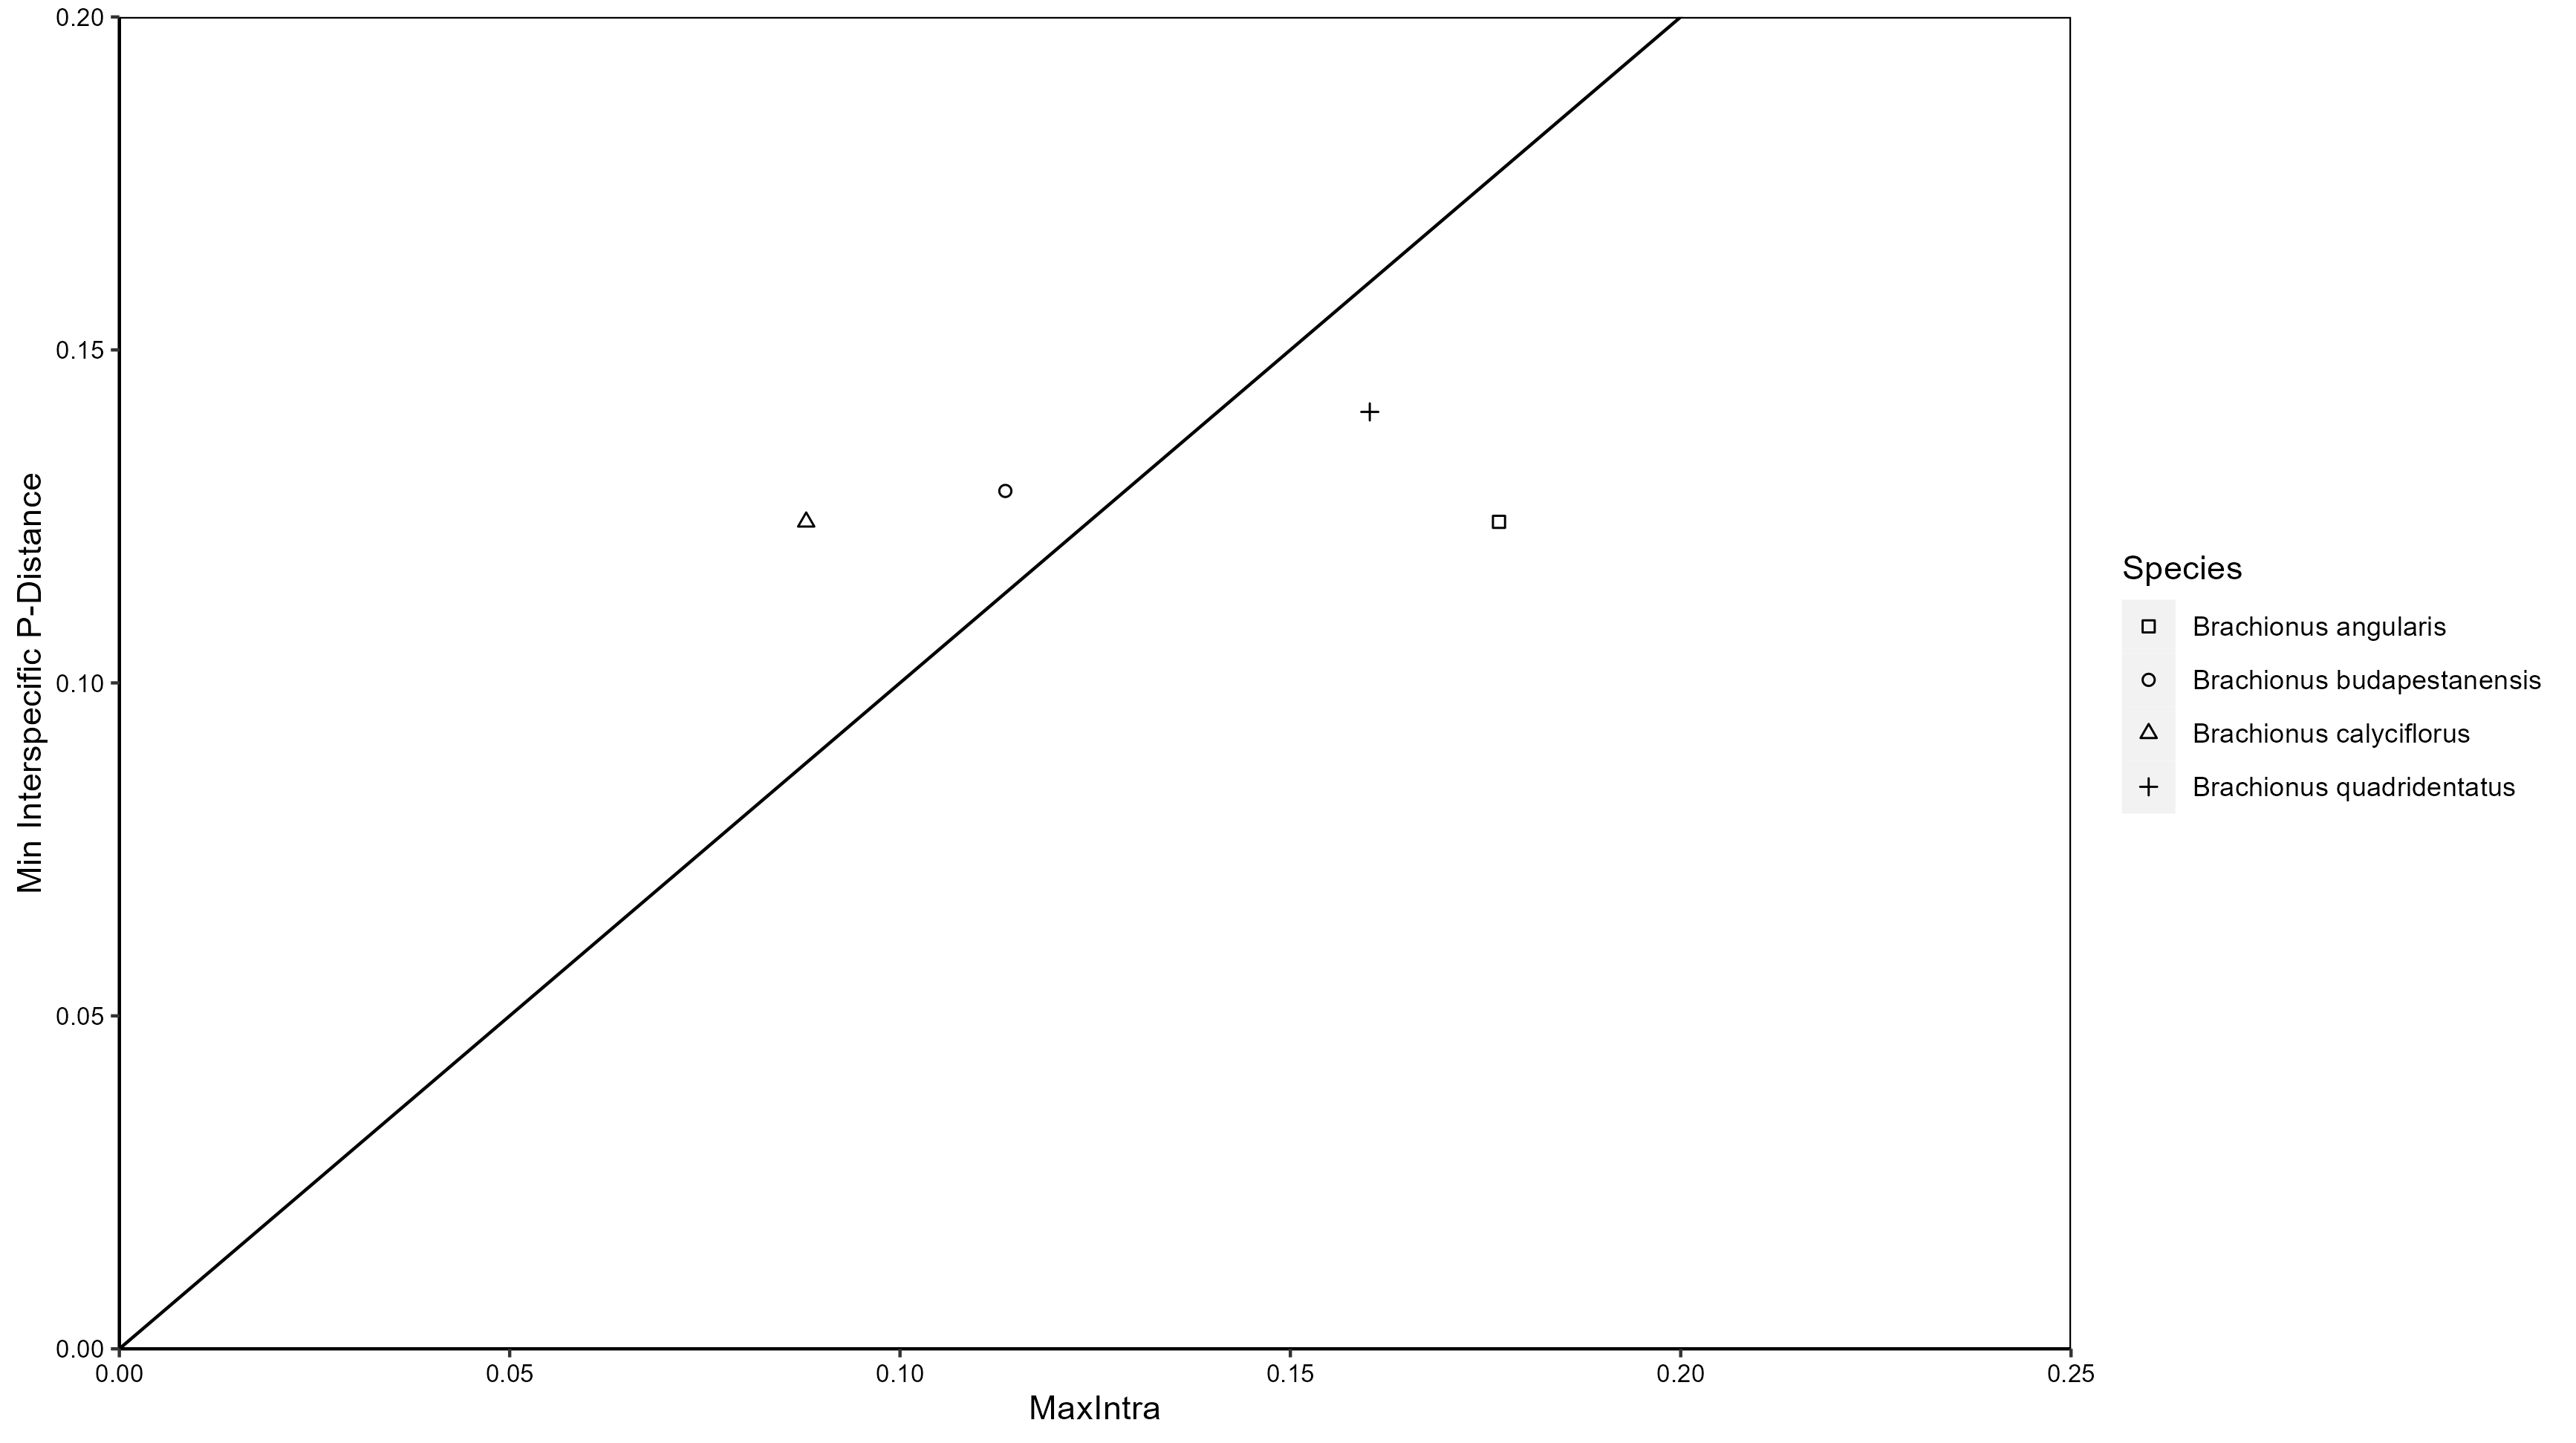 0.20
0.15
0.10
0.05
0.00
Min Interspecific P-Distance
0.00 0.05 0.10 0.15 0.20 0.25
MaxIntra
Species
Brachionus angularis
Brachionus budapestanensis
Brachionus calyciflorus
Brachionus quadridentatus